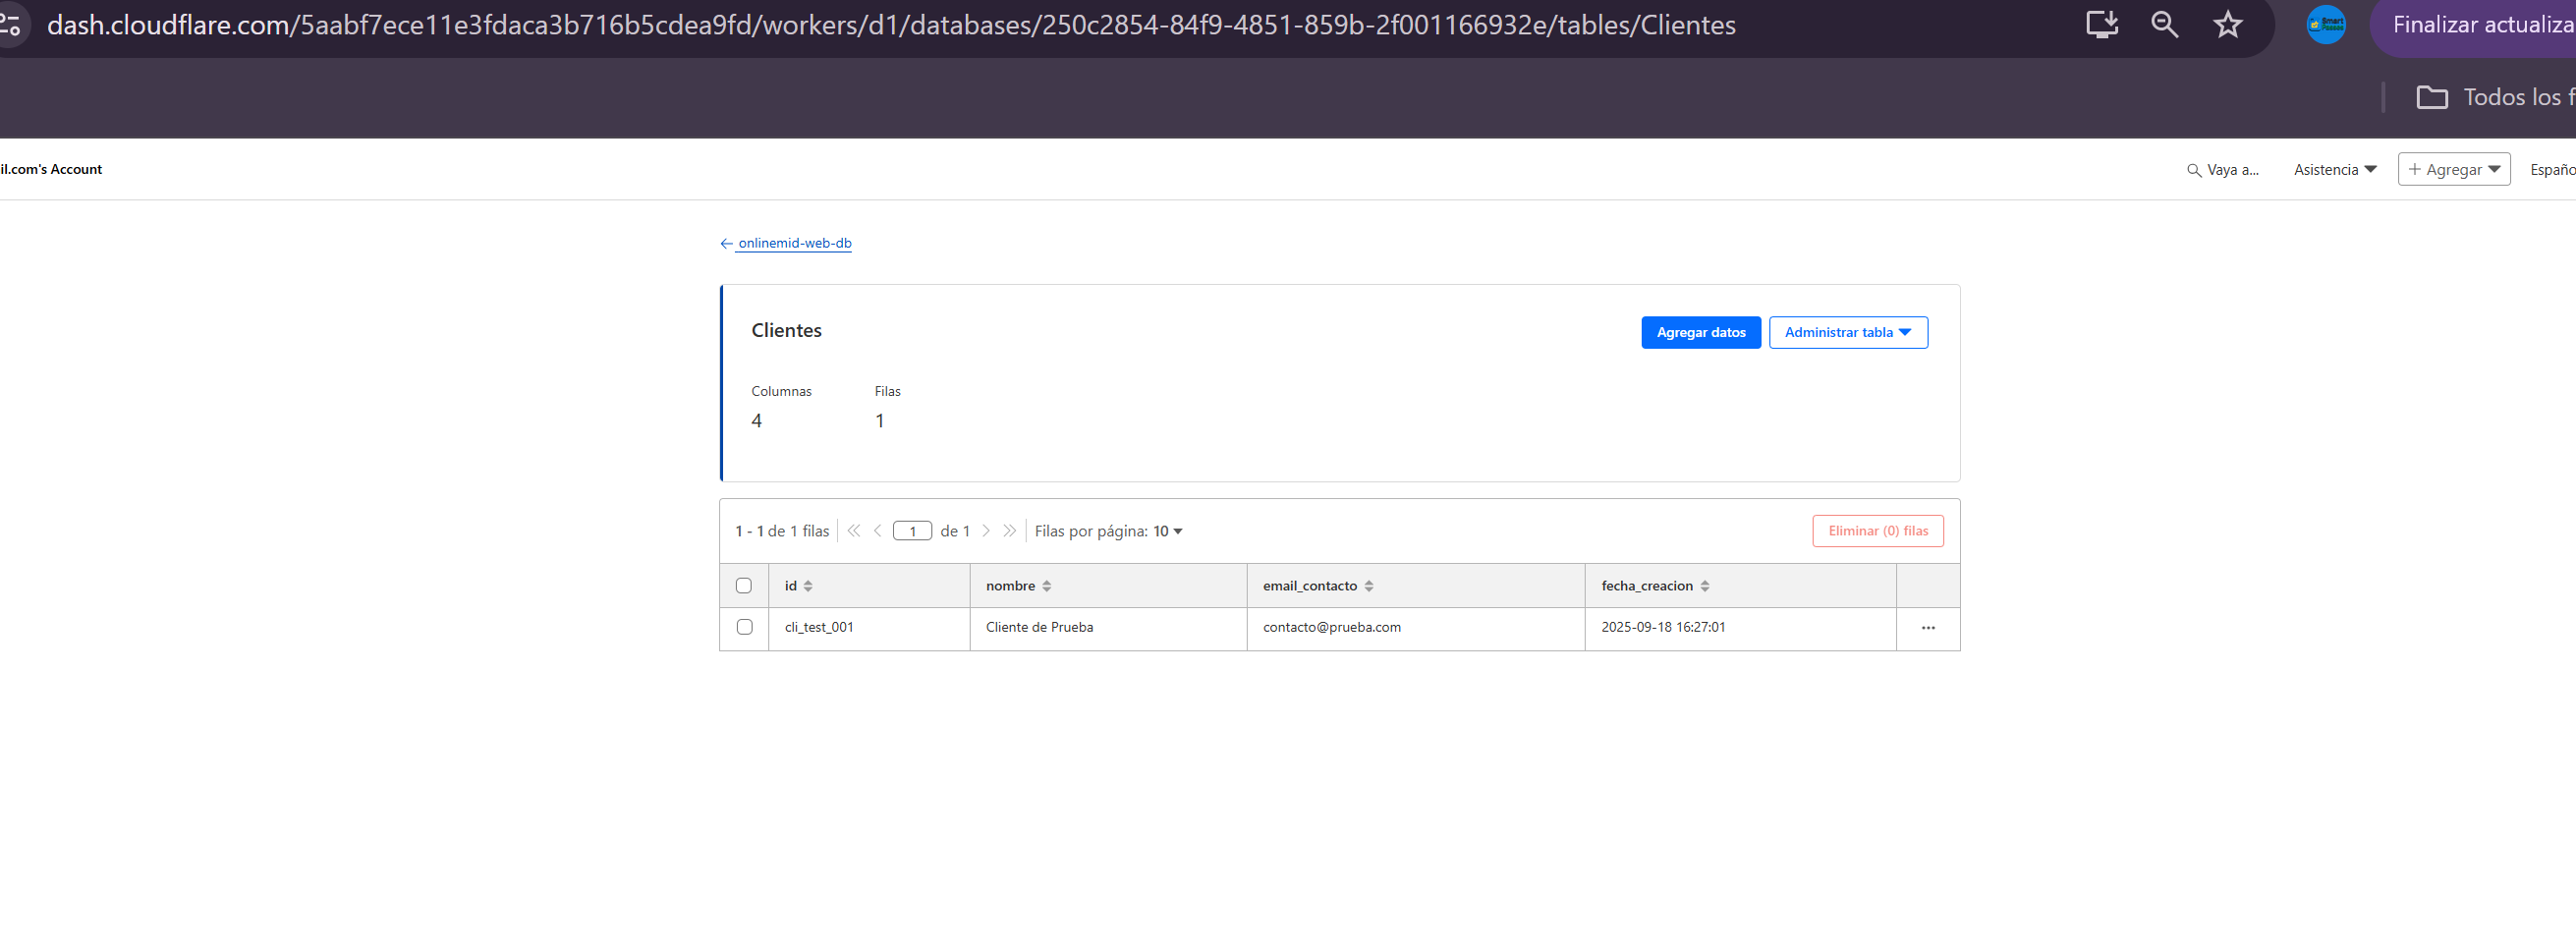 dash.cloudflare.com/5aabf7ece11e3fdaca3b716b5cdea9fd/workers/d1/databases/250c2854-84f9-4851-859b-2f001166932e/tables/Clientes
Finalizar actualiza
Todos los f
il.com's Account
Vaya a...
Asistencia
+ Agregar
Españo
← onlinemid-web-db
Clientes
Agregar datos
Administrar tabla
Columnas
Filas
4
1
1 - 1 de 1 filas
1
de 1
Filas por página: 10
Eliminar (0) filas
id
nombre
email_contacto
fecha_creacion
cli_test_001
Cliente de Prueba
contacto@prueba.com
2025-09-18 16:27:01